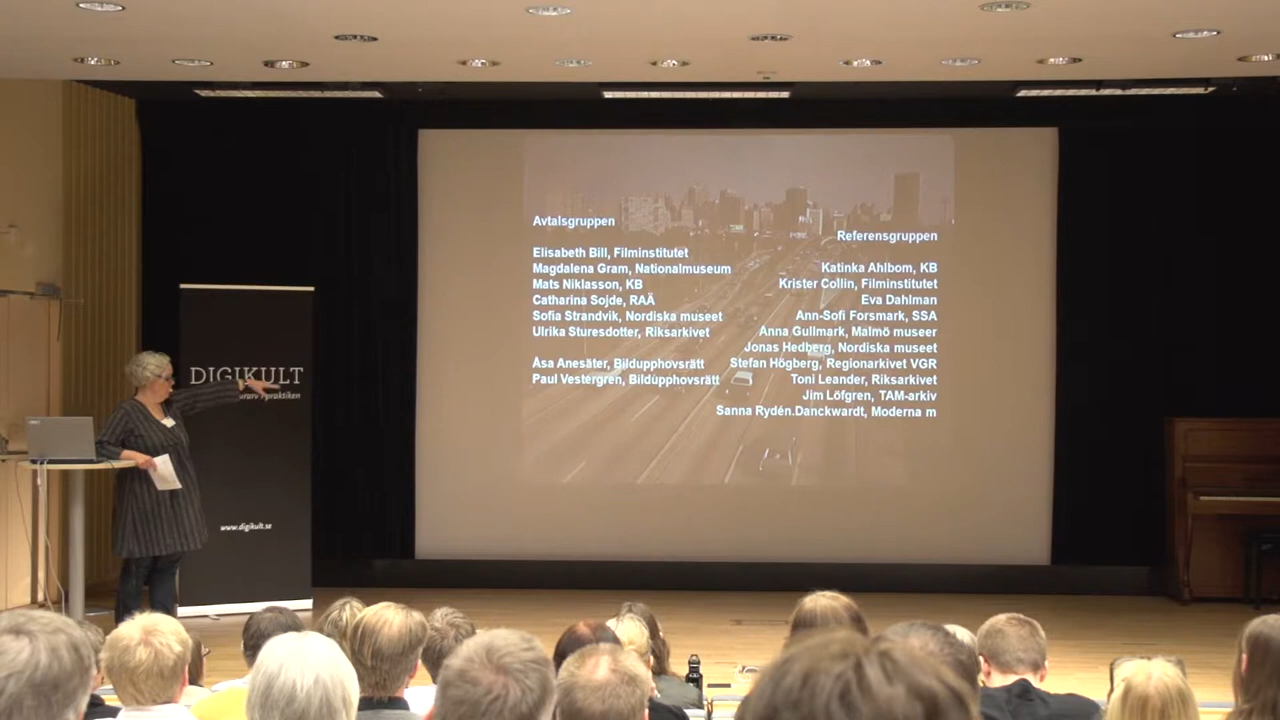 DIGIKULT
praktiken
www.digikult.se
Avtalsgruppen
Elisabeth Bill, Filminstitutet
Magdalena Gram, Nationalmuseum
Mats Niklasson, KB
Catharina Sojde, RAÄ
Sofia Strandvik, Nordiska museet
Ulrika Sturesdotter, Riksarkivet
Åsa Anesäter, Bildupphovsrätt
Paul Vestergren, Bildupphovsrätt
Referensgruppen
Katinka Ahlbom, KB
Krister Collin, Filminstitutet
Eva Dahlman
Ann-Sofi Forsmark, SSA
Anna Gullmark, Malmö museer
Jonas Hedberg, Nordiska museet
Stefan Högberg, Regionarkivet VGR
Toni Leander, Riksarkivet
Jim Löfgren, TAM-arkiv
Sanna Rydén.Danckwardt, Moderna m